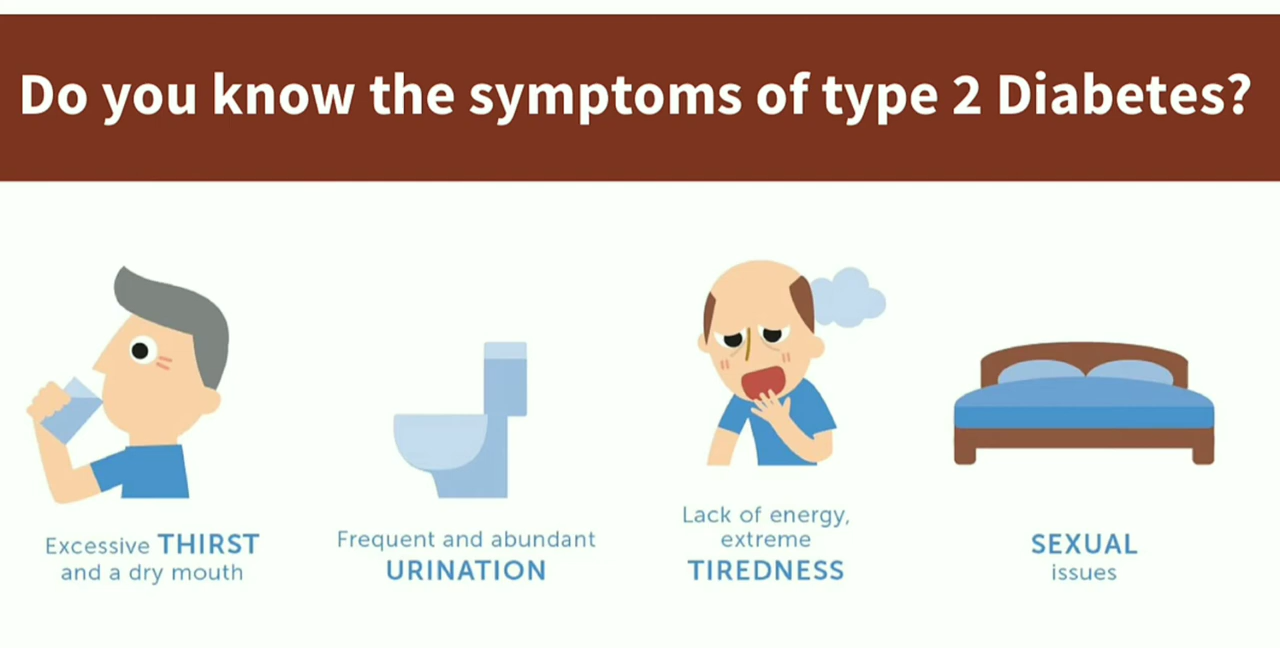 Do you know the symptoms of type 2 Diabetes?
Excessive THIRST
and a dry mouth
Frequent and abundant
URINATION
Lack of energy,
extreme
TIREDNESS
SEXUAL
issues